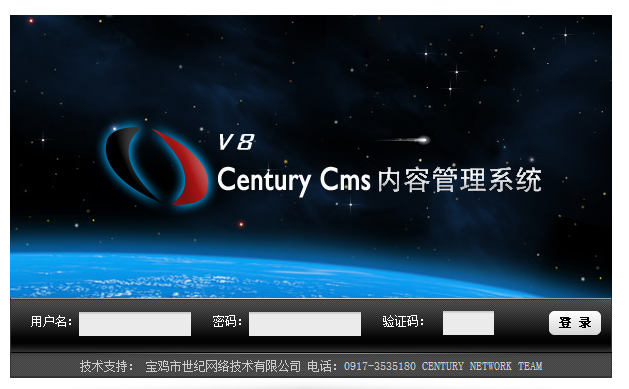 V8
Century Cms 内容管理系统
用户名： 密码： 验证码： 登 录
技术支持： 宝鸡市世纪网络技术有限公司 电话：0917-3535180 CENTURY NETWORK TEAM